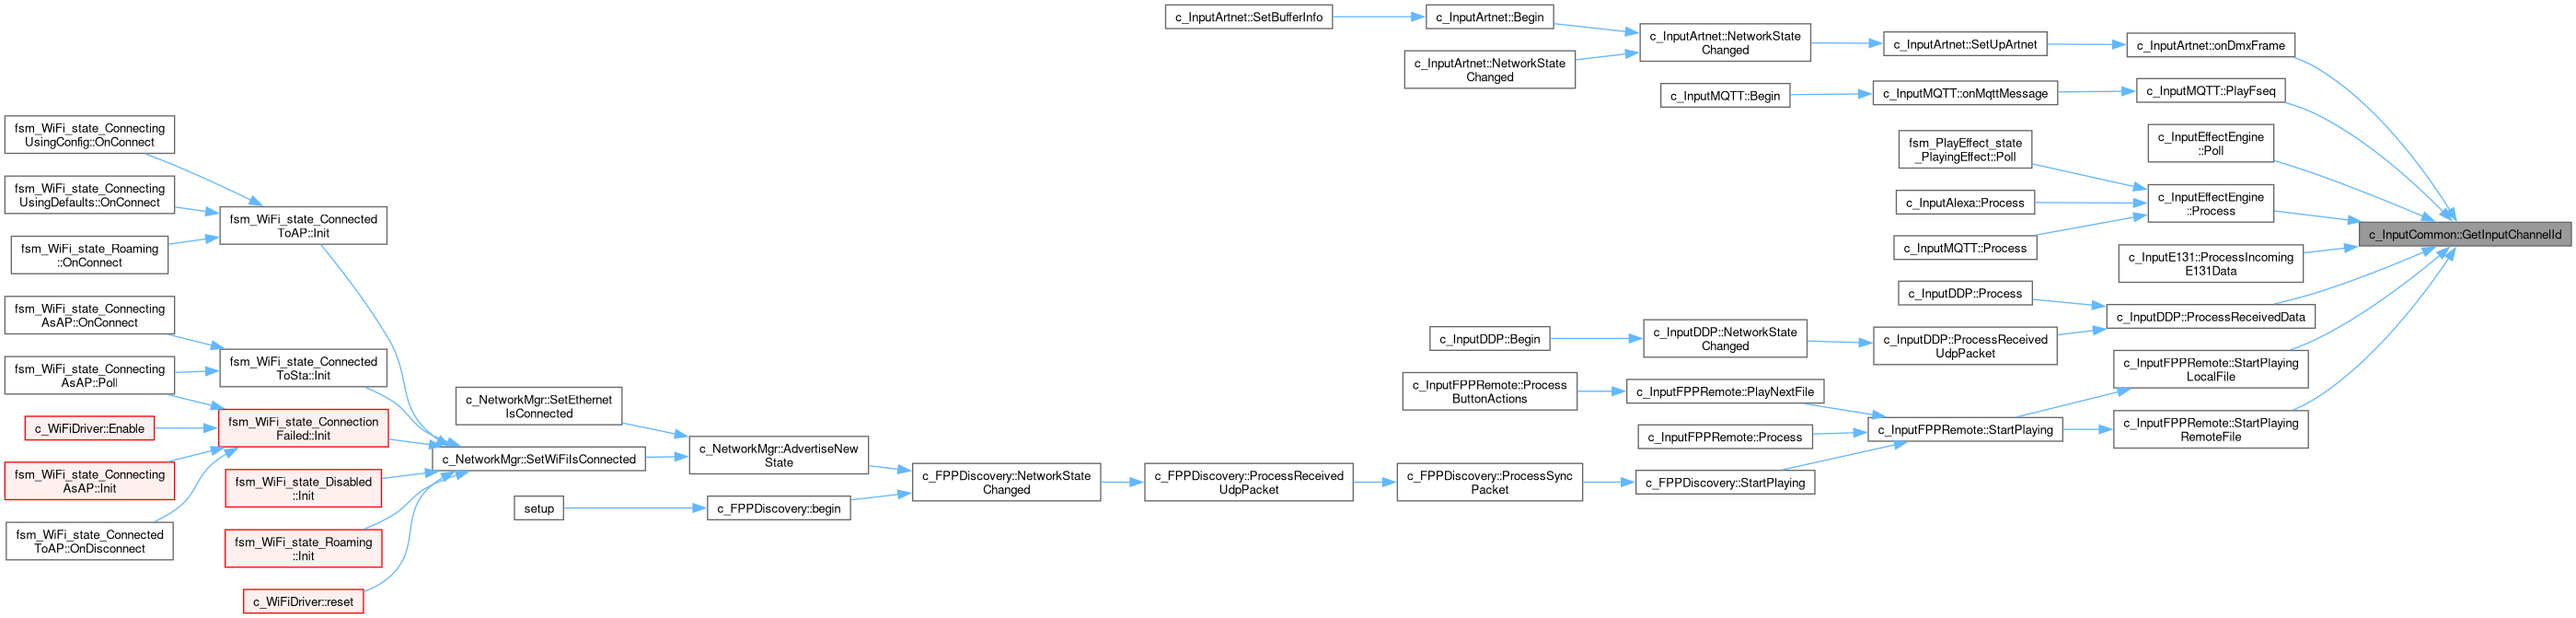 c_InputArtnet::SetBufferInfo
c_InputArtnet::Begin
c_InputArtnet::NetworkState
Changed
c_InputArtnet::NetworkState
Changed
c_InputArtnet::SetUpArtnet
c_InputArtnet::onDmxFrame
c_InputMQTT::Begin
c_InputMQTT::onMqttMessage
c_InputMQTT::PlayFseq
fsm_PlayEffect_state
_PlayingEffect::Poll
c_InputEffectEngine
::Poll
c_InputAlexa::Process
c_InputEffectEngine
::Process
c_InputMQTT::Process
c_InputCommon::GetInputChannelId
c_InputE131::ProcessIncoming
E131Data
c_InputDDP::Process
c_InputDDP::ProcessReceivedData
c_InputDDP::Begin
c_InputDDP::NetworkState
Changed
c_InputDDP::ProcessReceived
UdpPacket
c_InputFPPRemote::StartPlaying
LocalFile
c_InputFPPRemote::Process
ButtonActions
c_InputFPPRemote::PlayNextFile
c_InputFPPRemote::Process
c_InputFPPRemote::StartPlaying
c_InputFPPRemote::StartPlaying
RemoteFile
c_FPPDiscovery::StartPlaying
c_FPPDiscovery::ProcessSync
Packet
c_FPPDiscovery::ProcessReceived
UdpPacket
c_FPPDiscovery::NetworkState
Changed
c_FPPDiscovery::begin
setup
c_NetworkMgr::AdvertiseNew
State
c_NetworkMgr::SetEthernet
IsConnected
c_NetworkMgr::SetWiFiIsConnected
fsm_WiFi_state_Connected
ToAP::Init
fsm_WiFi_state_Connecting
UsingConfig::OnConnect
fsm_WiFi_state_Connecting
UsingDefaults::OnConnect
fsm_WiFi_state_Roaming
::OnConnect
fsm_WiFi_state_Connected
ToSta::Init
fsm_WiFi_state_Connecting
AsAP::OnConnect
fsm_WiFi_state_Connecting
AsAP::Poll
fsm_WiFi_state_Connection
Failed::Init
c_WiFiDriver::Enable
fsm_WiFi_state_Connecting
AsAP::Init
fsm_WiFi_state_Connected
ToAP::OnDisconnect
fsm_WiFi_state_Disabled
::Init
fsm_WiFi_state_Roaming
::Init
c_WiFiDriver::reset